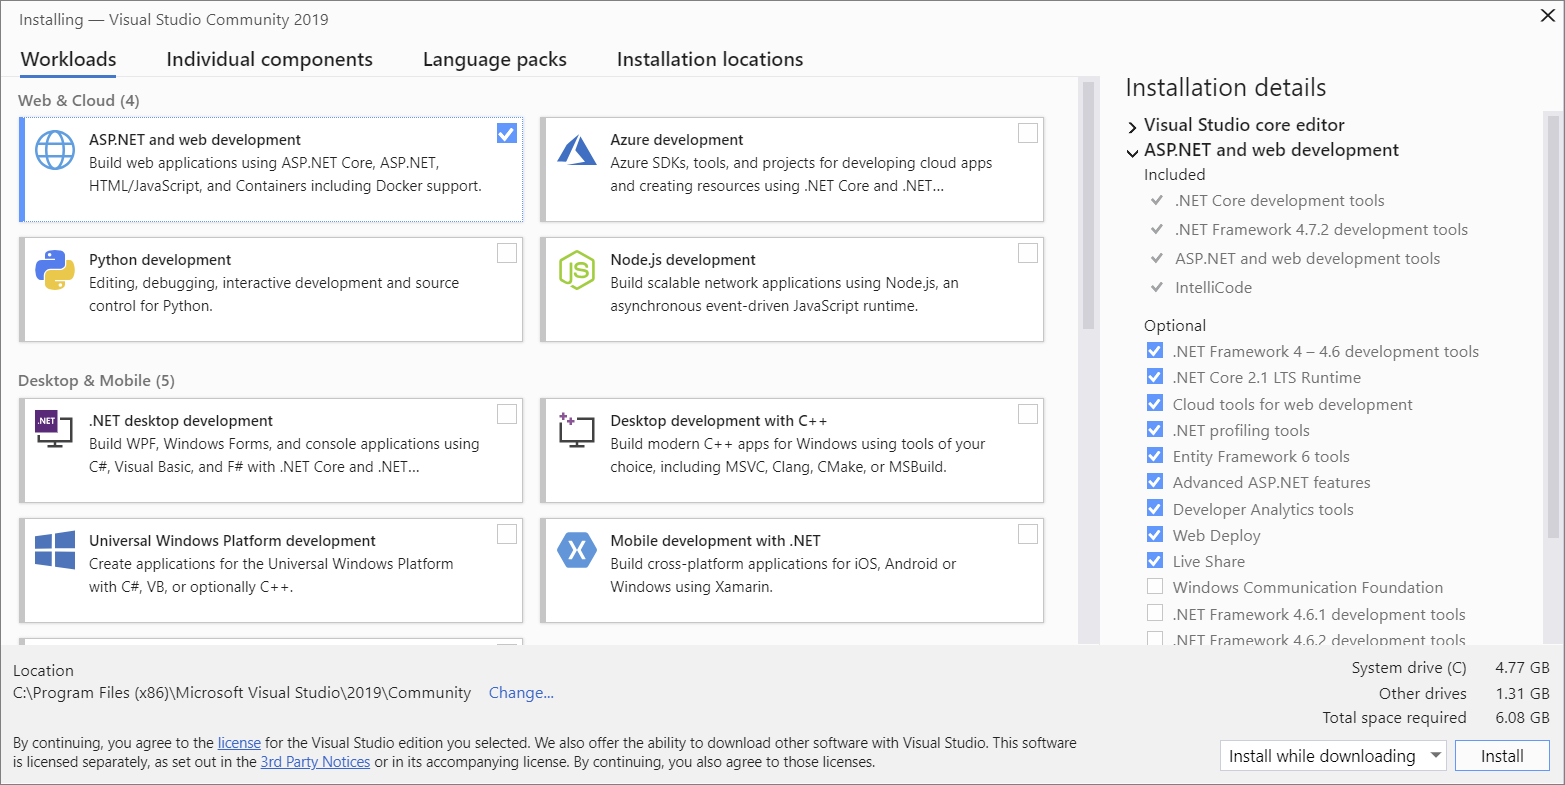 Installing — Visual Studio Community 2019
Workloads
Individual components
Language packs
Installation locations
Web & Cloud (4)
ASP.NET and web development
Build web applications using ASP.NET Core, ASP.NET,
HTML/JavaScript, and Containers including Docker support.
Azure development
Azure SDKs, tools, and projects for developing cloud apps
and creating resources using .NET Core and .NET...
Python development
Editing, debugging, interactive development and source
control for Python.
JS
Node.js development
Build scalable network applications using Node.js, an
asynchronous event-driven JavaScript runtime.
Desktop & Mobile (5)
.NET
.NET desktop development
Build WPF, Windows Forms, and console applications using
C#, Visual Basic, and F# with .NET Core and .NET...
Desktop development with C++
Build modern C++ apps for Windows using tools of your
choice, including MSVC, Clang, CMake, or MSBuild.
Universal Windows Platform development
Create applications for the Universal Windows Platform
with C#, VB, or optionally C++.
Mobile development with .NET
Build cross-platform applications for iOS, Android or
Windows using Xamarin.
Installation details
Visual Studio core editor
ASP.NET and web development
Included
.NET Core development tools
.NET Framework 4.7.2 development tools
ASP.NET and web development tools
IntelliCode
Optional
.NET Framework 4 – 4.6 development tools
.NET Core 2.1 LTS Runtime
Cloud tools for web development
.NET profiling tools
Entity Framework 6 tools
Advanced ASP.NET features
Developer Analytics tools
Web Deploy
Live Share
Windows Communication Foundation
.NET Framework 4.6.1 development tools
.NET Framework 4.6.2 development tools
Location
C:\Program Files (x86)\Microsoft Visual Studio\2019\Community Change...
System drive (C) 4.77 GB
Other drives 1.31 GB
Total space required 6.08 GB
By continuing, you agree to the license for the Visual Studio edition you selected. We also offer the ability to download other software with Visual Studio. This software
is licensed separately, as set out in the 3rd Party Notices or in its accompanying license. By continuing, you also agree to those licenses.
Install while downloading
Install